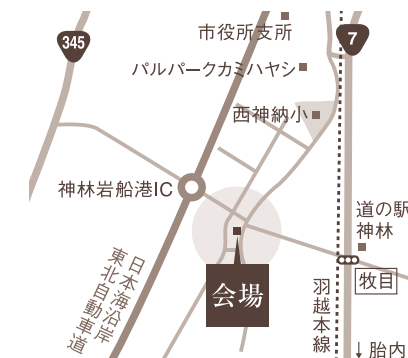 市役所支所
345
7
パルパークカミハヤシ
西神納小
神林岩船港IC
道の駅
神林
牧目
会場
日本海沿岸
東北自動車道
羽越本線
↓胎内